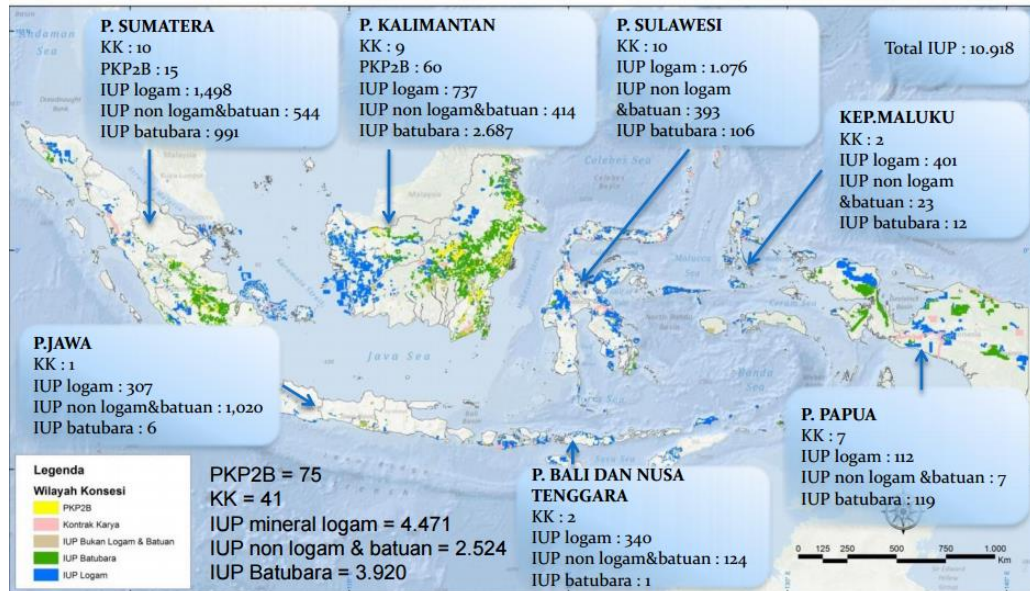 P. SUMATERA
KK : 10
PKP2B : 15
IUP logam : 1,498
IUP non logam&batuan : 544
IUP batubara : 991
P. KALIMANTAN
KK : 9
PKP2B : 60
IUP logam : 737
IUP non logam&batuan : 414
IUP batubara : 2.687
P. SULAWESI
KK : 10
IUP logam : 1.076
IUP non logam
&batuan : 393
IUP batubara : 106
Total IUP : 10.918
KEP.MALUKU
KK : 2
IUP logam : 401
IUP non logam
&batuan : 23
IUP batubara : 12
Andaman
Sea
Malaysia
Celebes Sea
Celebes
Basin
Java Sea
Banda
Sea
P.JAWA
KK : 1
IUP logam : 307
IUP non logam&batuan : 1,020
IUP batubara : 6
P. PAPUA
KK : 7
IUP logam : 112
IUP non logam &batuan : 7
IUP batubara : 119
P. BALI DAN NUSA
TENGGARA
KK : 2
IUP logam : 340
IUP non logam&batuan : 124
IUP batubara : 1
Legenda
Wilayah Konsesi
PKP2B
Kontrak Karya
IUP Bukan Logam & Batuan
IUP Batubara
IUP Logam
PKP2B = 75
KK = 41
IUP mineral logam = 4.471
IUP non logam & batuan = 2.524
IUP Batubara = 3.920
0 125 250 500 750 1.000
Km